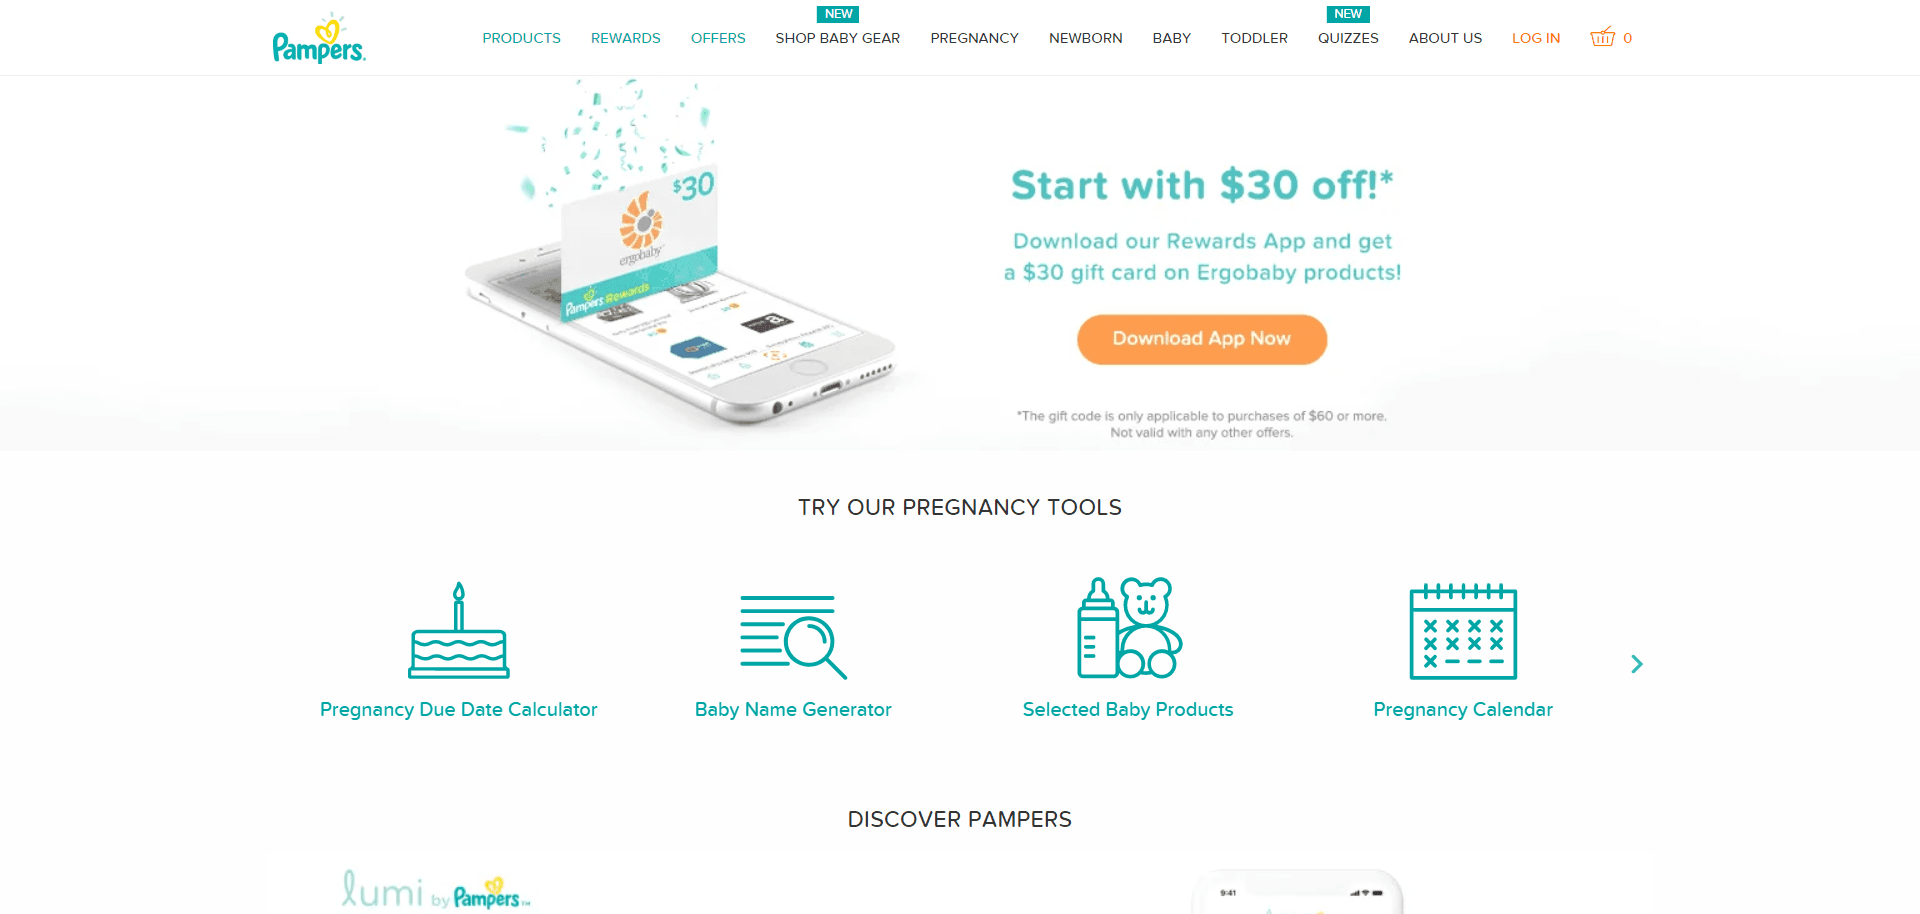 NEW
NEW
Pampers.
PRODUCTS
REWARDS
OFFERS
SHOP BABY GEAR
PREGNANCY
NEWBORN
BABY
TODDLER
QUIZZES
ABOUT US
LOG IN
0
$30
ergobaby
Pampers Rewards
Start with $30 off!*
Download our Rewards App and get
a $30 gift card on Ergobaby products!
Download App Now
*The gift code is only applicable to purchases of $60 or more.
Not valid with any other offers.
TRY OUR PREGNANCY TOOLS
Pregnancy Due Date Calculator
Baby Name Generator
Selected Baby Products
Pregnancy Calendar
DISCOVER PAMPERS
lumi by Pampers™
9:41